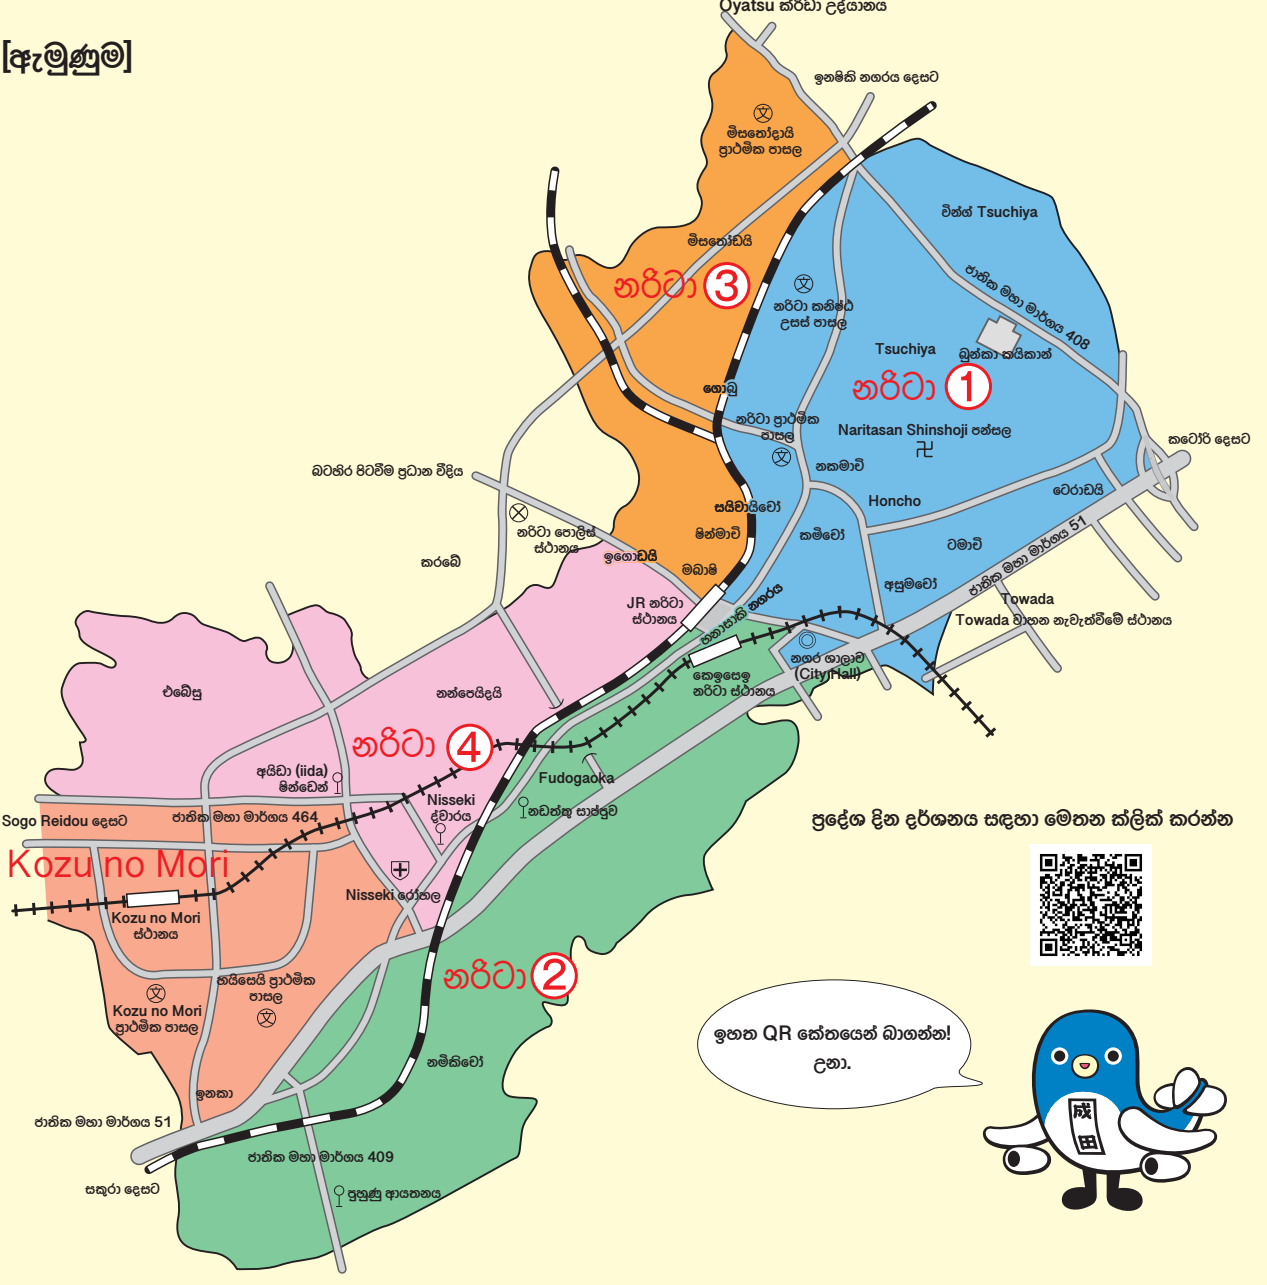 Oyatsu ක්රීඩා උද්යානය
[ඇමුණුම]
ඉනෂිකි නගරය දෙසට
මිසතෝදායි
ප්‍රාථමික පාසල
වින්ග් Tsuchiya
මිසතෝඩයි
නරිටා 3
ජාතික මහා මාර්ගය 408
නරිටා කනිෂ්ඨ
උසස් පාසල
Tsuchiya
බුන්කා කයිකාන්
නරිටා 1
ගොබු
නරිටා ප්‍රාථමික
පාසල
Naritasan Shinshoji පන්සල
කටෝරි දෙසට
බටහිර පිටවීම ප්‍රධාන වීදිය
නකමාචි
ටෙරාඩයි
Honcho
සයිවායිචෝ
නරිටා පොලිස්
ස්ථානය
ෂින්මාචි
කමිචෝ
ටමාචි
ජාතික මහා මාර්ගය 51
ඉගොඩයි
කරබේ
මබාෂි
අසුමචෝ
JR නරිටා
ස්ථානය
හනාසාකි නගරය
Towada
Towada වාහන නැවැත්වීමේ ස්ථානය
නගර ශාලාව
(City Hall)
කෙඉසෙඉ
නරිටා ස්ථානය
එබේසු
නන්පෙයිදයි
නරිටා 4
අයිඩා (iida)
ෂින්ඩෙන්
Fudogaoka
Nisseki
ද්වාරය
නඩත්තු සාප්පුව
Sogo Reidou දෙසට
ජාතික මහා මාර්ගය 464
ප්‍රදේශ දින දර්ශනය සඳහා මෙතන ක්ලික් කරන්න
Kozu no Mori
Nisseki රෝහල
Kozu no Mori
ස්ථානය
නරිටා 2
හයිසෙයි ප්‍රාථමික
පාසල
Kozu no Mori
ප්‍රාථමික පාසල
ඉහත QR කේතයෙන් බාගන්න!
උනා.
නමිකිචෝ
ඉනකා
成
田
ජාතික මහා මාර්ගය 51
ජාතික මහා මාර්ගය 409
සකුරා දෙසට
පුහුණු ආයතනය